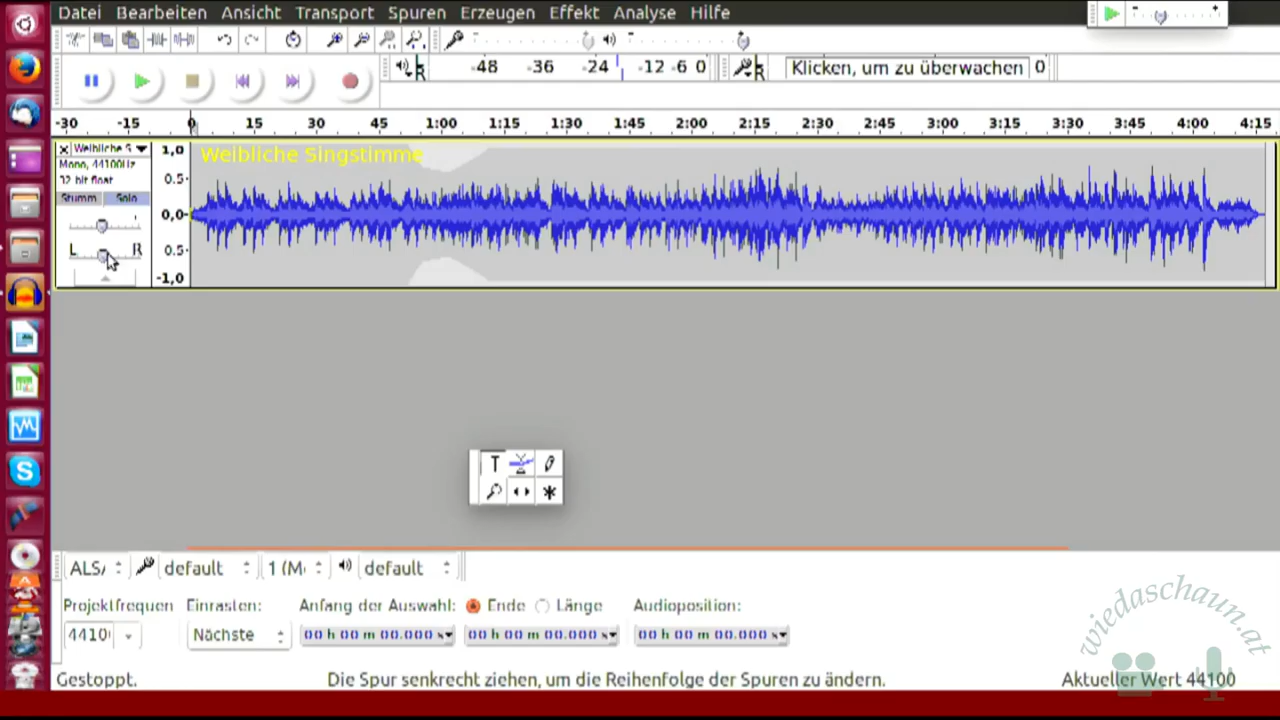 Datei Bearbeiten Ansicht Transport Spuren Erzeugen Effekt Analyse Hilfe
-48 -36 -24 -12 -6 0 Klicken, um zu überwachen 0
-30 -15 0 15 30 45 1:00 1:15 1:30 1:45 2:00 2:15 2:30 2:45 3:00 3:15 3:30 3:45 4:00 4:15
Weibliche S 1,0 Weibliche Singstimme
Mono, 44100Hz
32 bit float 0.5
Stumm Solo
0,0
L R 0.5
-1,0
ALSA default 1 (Mo default
Projektfrequen Einrasten: Anfang der Auswahl: Ende Länge Audioposition:
4410 Nächste 00 h 00 m 00.000 s 00 h 00 m 00.000 s 00 h 00 m 00.000 s
Gestoppt. Die Spur senkrecht ziehen, um die Reihenfolge der Spuren zu ändern. Aktueller Wert 44100
wiedaschaun.at